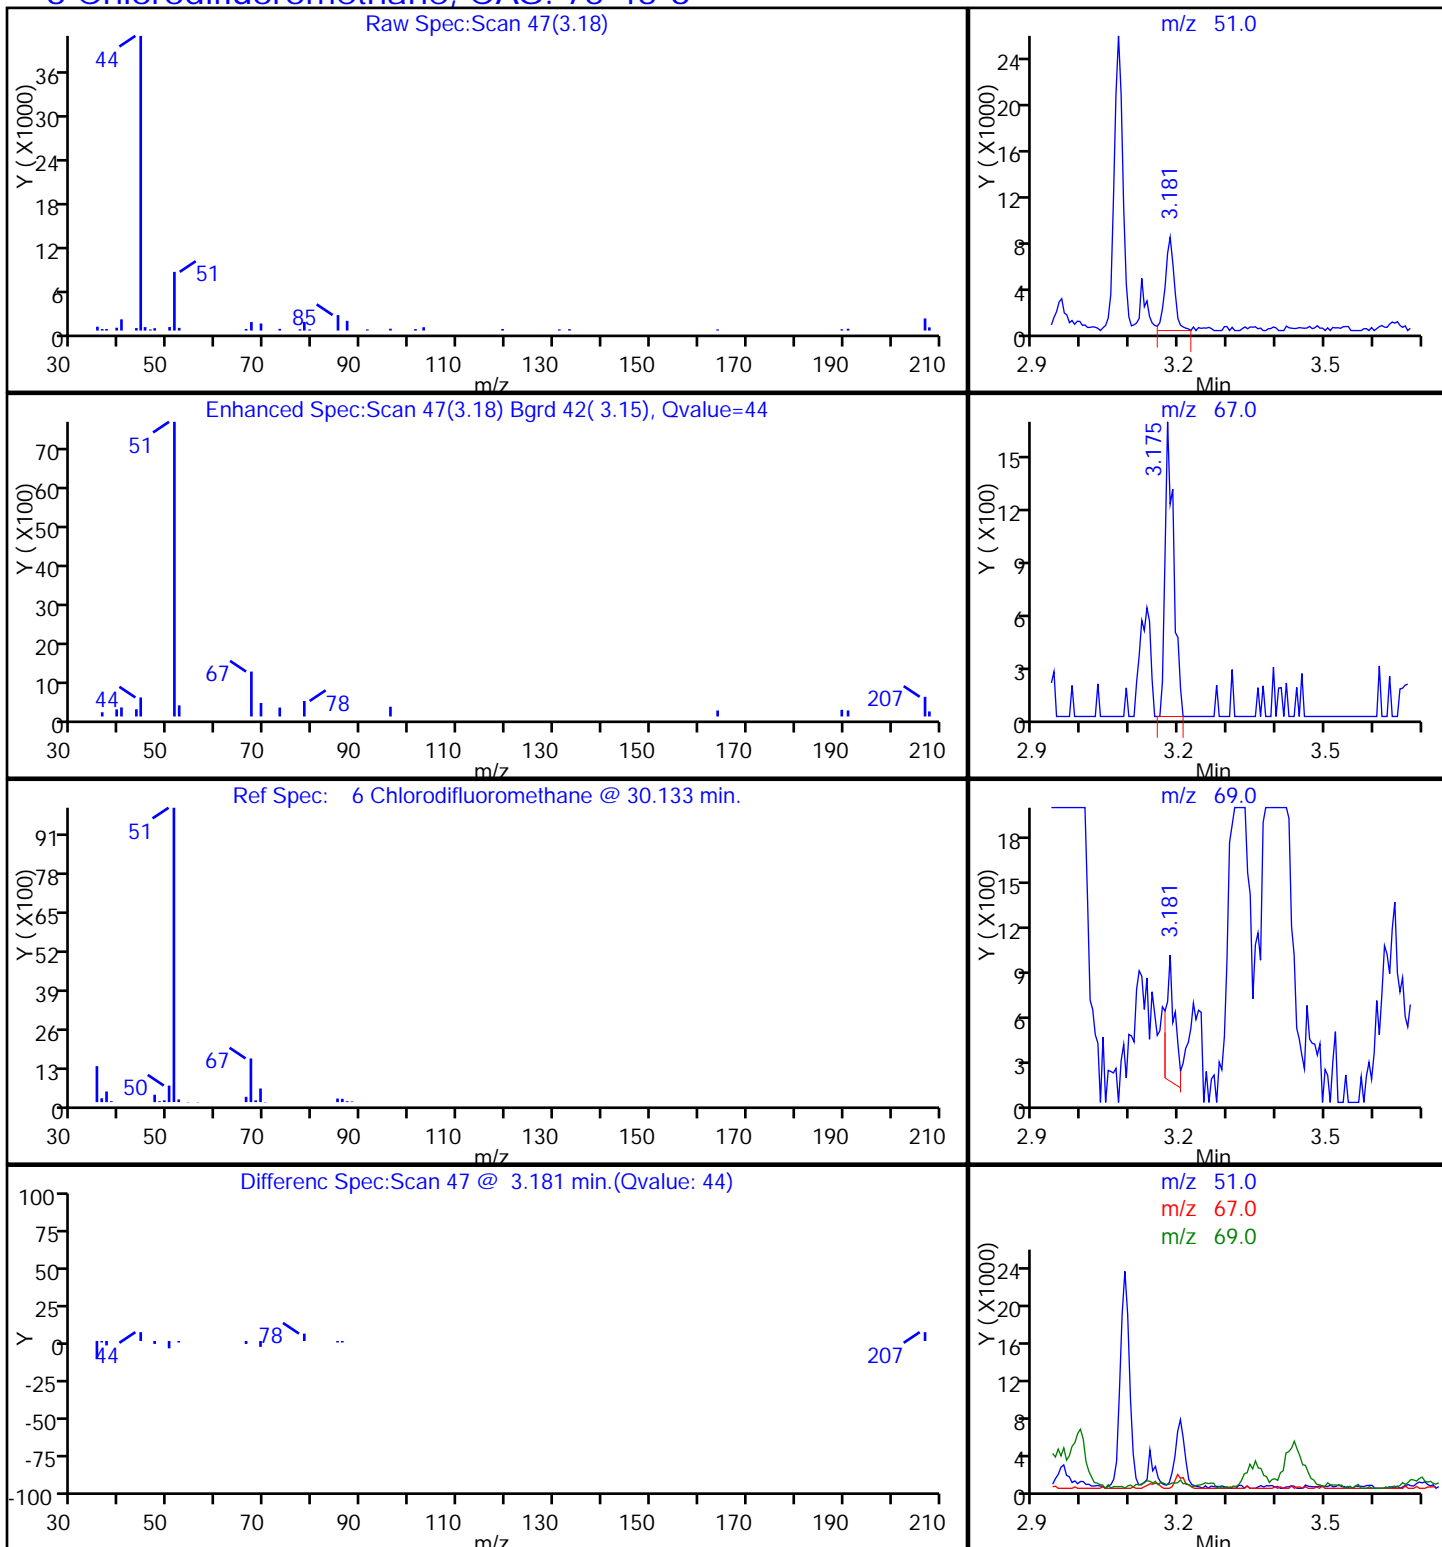 Raw Spec:Scan 47(3.18)
Y ( X1000)
36
30
24
18
12
6
0
44
51
85
30 50 70 90 110 130 150 170 190 210
m/z
m/z 51.0
Y ( X1000)
24
20
16
12
8
4
0
3.181
2.9 3.2 3.5
Min
Enhanced Spec:Scan 47(3.18) Bgrd 42( 3.15), Qvalue=44
Y ( X100)
70
60
50
40
30
20
10
0
51
67
44
78
207
30 50 70 90 110 130 150 170 190 210
m/z
m/z 67.0
Y ( X100)
15
12
9
6
3
0
3.175
2.9 3.2 3.5
Min
Ref Spec: 6 Chlorodifluoromethane @ 30.133 min.
Y ( X100)
91
78
65
52
39
26
13
0
51
67
50
30 50 70 90 110 130 150 170 190 210
m/z
m/z 69.0
Y ( X100)
18
15
12
9
6
3
0
3.181
2.9 3.2 3.5
Min
Differenc Spec:Scan 47 @ 3.181 min.(Qvalue: 44)
Y
100
75
50
25
0
-25
-50
-75
-100
44
78
207
30 50 70 90 110 130 150 170 190 210
m/z
m/z 51.0
m/z 67.0
m/z 69.0
Y ( X1000)
24
20
16
12
8
4
0
2.9 3.2 3.5
Min